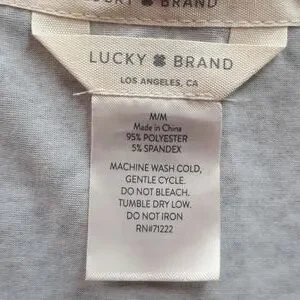 LUCKY BRAND
LUCKY BRAND
LOS ANGELES, CA
M/M
Made in China
95% POLYESTER
5% SPANDEX
MACHINE WASH COLD,
GENTLE CYCLE.
DO NOT BLEACH.
TUMBLE DRY LOW.
DO NOT IRON
RN#71222